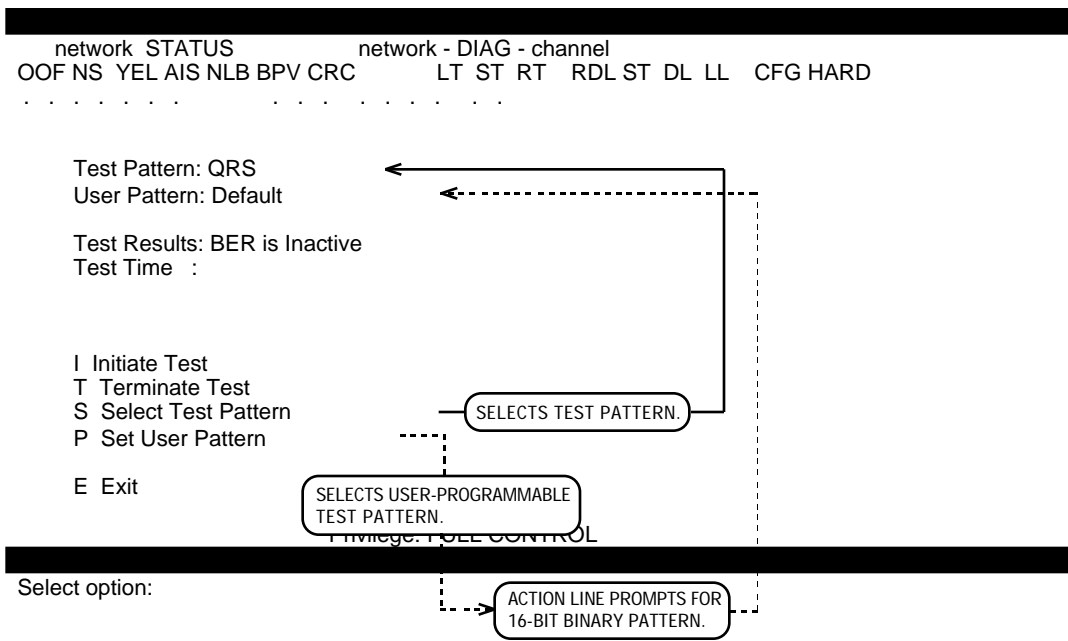 network STATUS network - DIAG - channel
OOF NS YEL AIS NLB BPV CRC LT ST RT RDL ST DL LL CFG HARD
. . . . . . . . . . . . . . . . .
Test Pattern: QRS
User Pattern: Default
Test Results: BER is Inactive
Test Time :
I Initiate Test
T Terminate Test
S Select Test Pattern
SELECTS TEST PATTERN.
P Set User Pattern
E Exit
SELECTS USER-PROGRAMMABLE
TEST PATTERN.
Privilege: FULL CONTROL
Select option:
ACTION LINE PROMPTS FOR
16-BIT BINARY PATTERN.